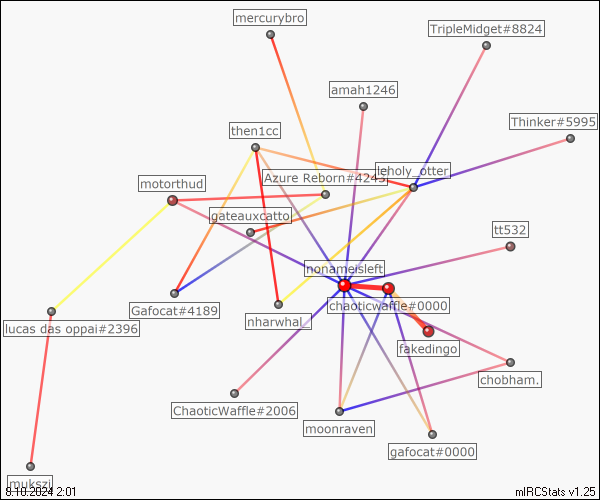 mercurybro
TripleMidget#8824
amah1246
Thinker#5995
then1cc
leholy_otter
Azure Reborn#4243
motorthud
gateauxcatto
tt532
nonameisleft
chaoticwaffle#0000
Gafocat#4189
nharwhal_
lucas das oppai#2396
fakedingo
chobham.
ChaoticWaffle#2006
moonraven
gafocat#0000
mukszi
8.10.2024 2:01
mIRCStats v1.25